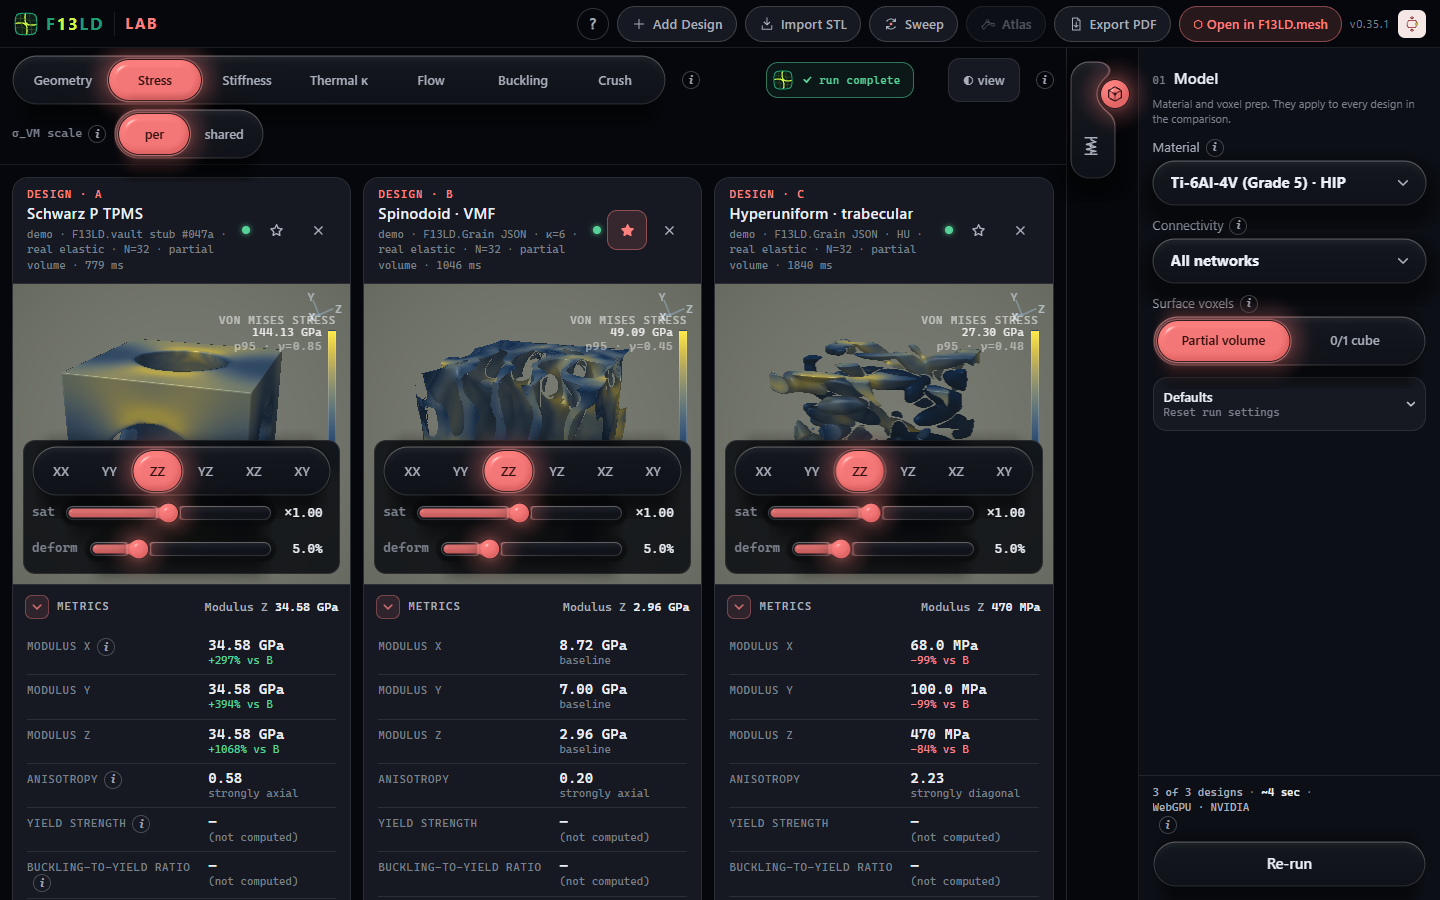 F13LD LAB
?
Add Design
Import STL
Sweep
Atlas
Export PDF
Open in F13LD.mesh
v0.35.1
Geometry
Stress
Stiffness
Thermal κ
Flow
Buckling
Crush
i
✓ run complete
view
i
σ_VM scale
i
per
shared
DESIGN · A
Schwarz P TPMS
demo · F13LD.vault stub #047a ·
real elastic · N=32 · partial
volume · 779 ms
Y
Z
X
VON MISES STRESS
144.13 GPa
p95 · γ=0.85
XX
YY
ZZ
YZ
XZ
XY
sat
×1.00
deform
5.0%
METRICS
Modulus Z 34.58 GPa
MODULUS X i
34.58 GPa
+297% vs B
MODULUS Y
34.58 GPa
+394% vs B
MODULUS Z
34.58 GPa
+1068% vs B
ANISOTROPY i
0.58
strongly axial
YIELD STRENGTH i
—
(not computed)
BUCKLING-TO-YIELD RATIO
i
—
(not computed)
DESIGN · B
Spinodoid · VMF
demo · F13LD.Grain JSON · κ=6 ·
real elastic · N=32 · partial
volume · 1046 ms
Y
Z
X
VON MISES STRESS
49.09 GPa
p95 · γ=0.45
XX
YY
ZZ
YZ
XZ
XY
sat
×1.00
deform
5.0%
METRICS
Modulus Z 2.96 GPa
MODULUS X
8.72 GPa
baseline
MODULUS Y
7.00 GPa
baseline
MODULUS Z
2.96 GPa
baseline
ANISOTROPY
0.20
strongly axial
YIELD STRENGTH
—
(not computed)
BUCKLING-TO-YIELD RATIO
—
(not computed)
DESIGN · C
Hyperuniform · trabecular
demo · F13LD.Grain JSON · HU ·
real elastic · N=32 · partial
volume · 1840 ms
Y
Z
X
VON MISES STRESS
27.30 GPa
p95 · γ=0.48
XX
YY
ZZ
YZ
XZ
XY
sat
×1.00
deform
5.0%
METRICS
Modulus Z 470 MPa
MODULUS X
68.0 MPa
−99% vs B
MODULUS Y
100.0 MPa
−99% vs B
MODULUS Z
470 MPa
−84% vs B
ANISOTROPY
2.23
strongly diagonal
YIELD STRENGTH
—
(not computed)
BUCKLING-TO-YIELD RATIO
—
(not computed)
01 Model
Material and voxel prep. They apply to every design in
the comparison.
Material i
Ti-6Al-4V (Grade 5) · HIP
Connectivity i
All networks
Surface voxels i
Partial volume
0/1 cube
Defaults
Reset run settings
3 of 3 designs · ~4 sec ·
WebGPU · NVIDIA
i
Re-run